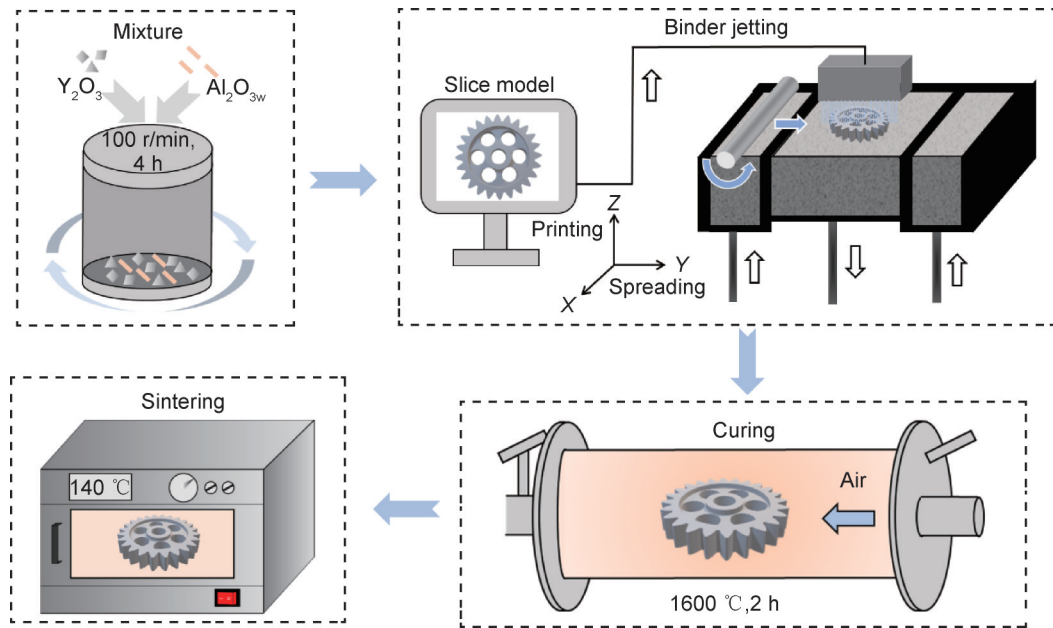 Mixture
Y₂O₃
Al₂O₃w
100 r/min,
4 h
Binder jetting
Slice model
Printing
Z
Y
X
Spreading
Curing
Air
1600 ℃,2 h
Sintering
140 ℃